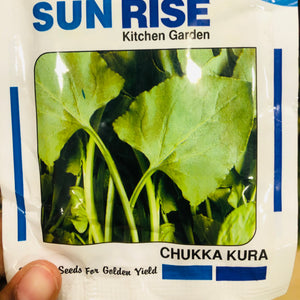 SUN RISE
Kitchen Garden
CHUKKA KURA
Seeds For Golden Yield